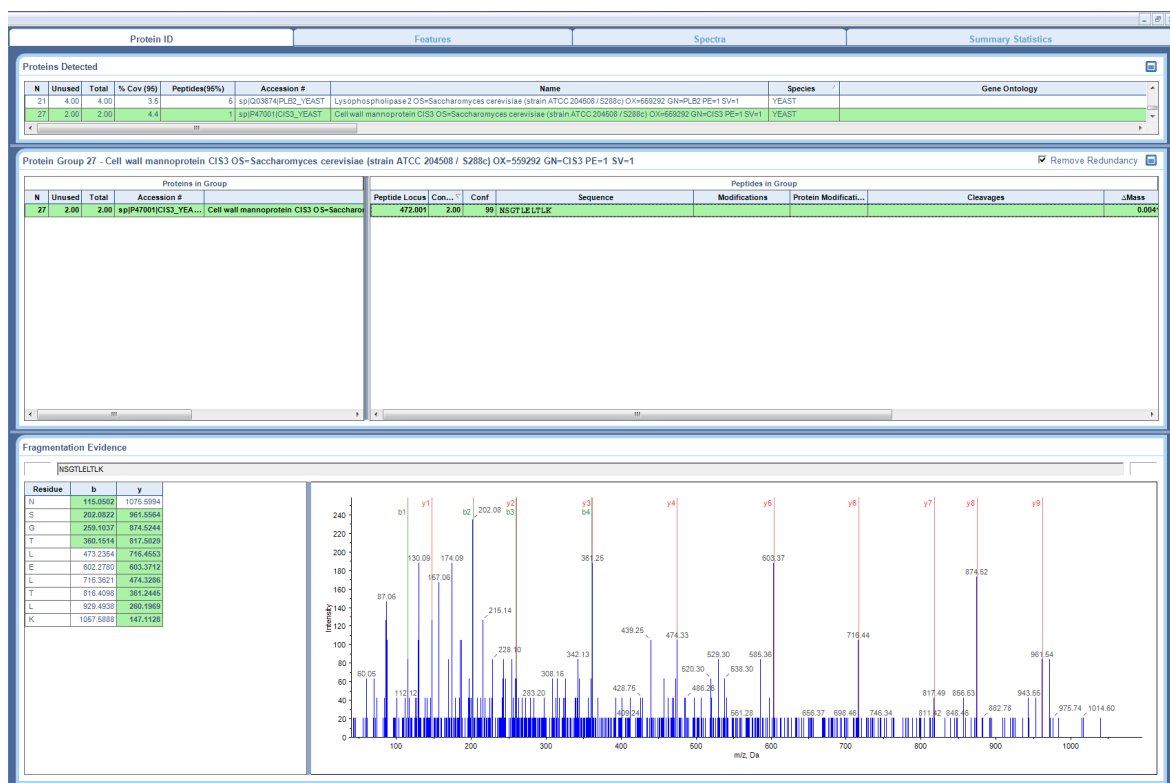 Protein ID Features Spectra Summary Statistics
Proteins Detected
N Unused Total % Cov (95) Peptides(95%) Accession # Name Species Gene Ontology
21 4.00 4.00 3.5 5 sp|Q03674|PLB2_YEAST Lysophospholipase 2 OS=Saccharomyces cerevisiae (strain ATCC 204508 / S288c) OX=559292 GN=PLB2 PE=1 SV=1 YEAST
27 2.00 2.00 4.4 1 sp|P47001|CIS3_YEAST Cell wall mannoprotein CIS3 OS=Saccharomyces cerevisiae (strain ATCC 204508 / S288c) OX=559292 GN=CIS3 PE=1 SV=1 YEAST
Protein Group 27 - Cell wall mannoprotein CIS3 OS=Saccharomyces cerevisiae (strain ATCC 204508 / S288c) OX=559292 GN=CIS3 PE=1 SV=1 Remove Redundancy
Proteins in Group Peptides in Group
N Unused Total Accession # Peptide Locus Con... Conf Sequence Modifications Protein Modificati... Cleavages ΔMass
27 2.00 2.00 sp|P47001|CIS3_YEA... Cell wall mannoprotein CIS3 OS=Saccharo 472.001 2.00 99 NSGTLELTLK 0.0041
Fragmentation Evidence
NSGTLELTLK
Residue b y
N 115.0502 1075.5994
S 202.0822 961.5564
G 259.1037 874.5244
T 360.1514 817.5029
L 473.2354 716.4553
E 602.2780 603.3712
L 715.3621 474.3286
T 816.4098 361.2445
L 929.4938 260.1969
K 1057.5888 147.1128
y1 y2 y3 y4 y5 y6 y7 y8 y9
b1 b2 b3 b4
240
220
200
180
160
140
120
100
80
60
40
20
0
Intensity
202.08
130.09 174.09 361.25 603.37
157.06 874.52
87.06
215.14
439.25 474.33 716.44
228.10 342.13 529.30 585.36 961.54
60.06 308.16 520.30 538.30
112.12 283.20 428.75 486.26 817.49 856.53 943.55
409.24 561.28 656.37 698.46 746.34 811.42 848.46 882.78 975.74 1014.60
100 200 300 400 500 600 700 800 900 1000
m/z, Da